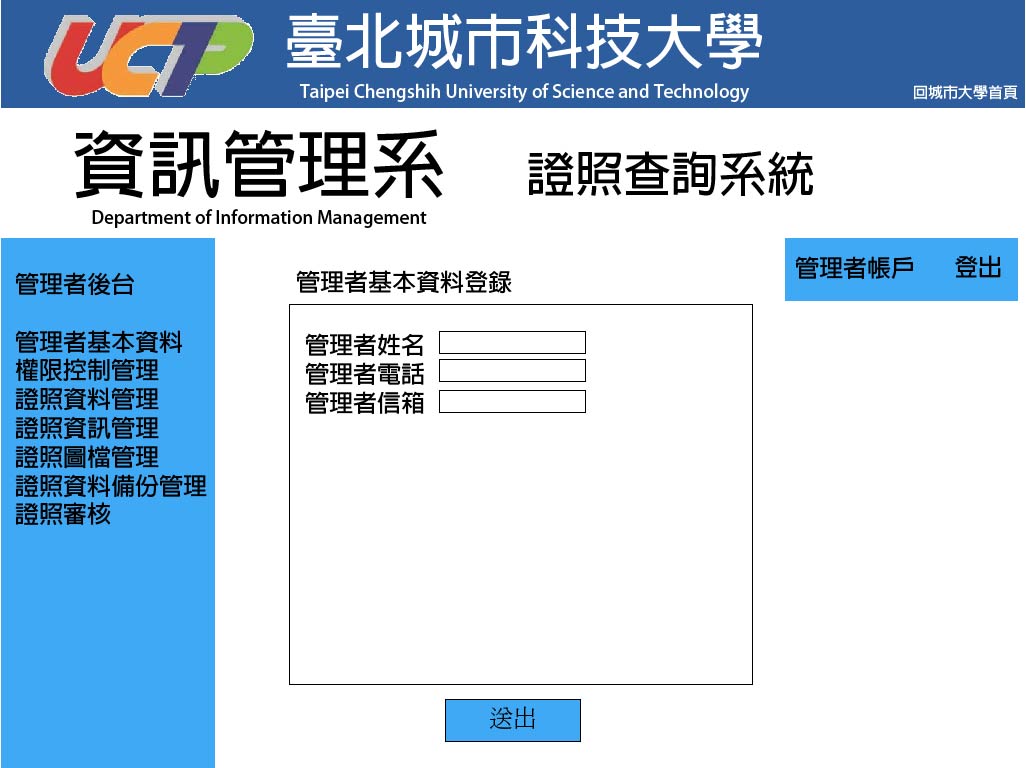 UCT
臺北城市科技大學
Taipei Chengshih University of Science and Technology
回城市大學首頁
資訊管理系
Department of Information Management
證照查詢系統
管理者後台
管理者基本資料
權限控制管理
證照資料管理
證照資訊管理
證照圖檔管理
證照資料備份管理
證照審核
管理者基本資料登錄
管理者姓名
管理者電話
管理者信箱
送出
管理者帳戶 登出